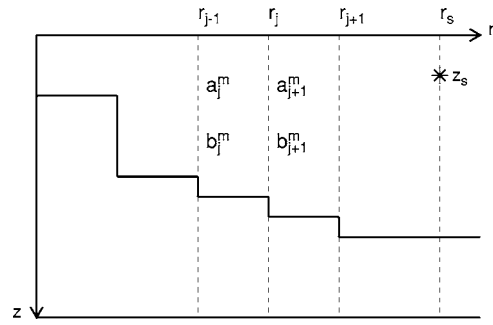 r_{j-1} r_j r_{j+1} r_s r
a_j^m a_{j+1}^m z_s
b_j^m b_{j+1}^m
z